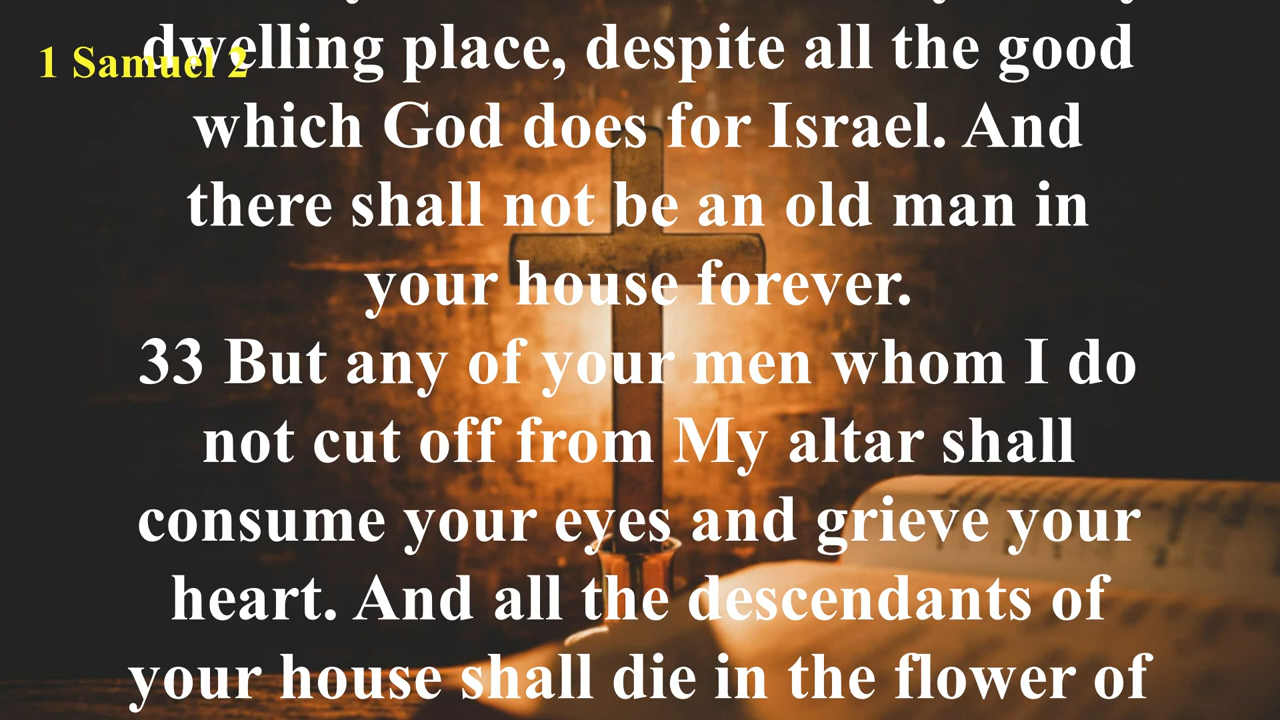 1 Samuel 2
dwelling place, despite all the good
which God does for Israel. And
there shall not be an old man in
your house forever.
33 But any of your men whom I do
not cut off from My altar shall
consume your eyes and grieve your
heart. And all the descendants of
your house shall die in the flower of